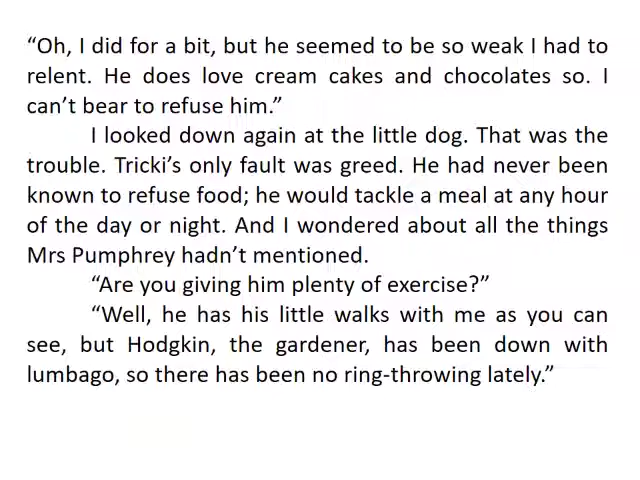 “Oh, I did for a bit, but he seemed to be so weak I had to
relent. He does love cream cakes and chocolates so. I
can’t bear to refuse him.”
I looked down again at the little dog. That was the
trouble. Tricki’s only fault was greed. He had never been
known to refuse food; he would tackle a meal at any hour
of the day or night. And I wondered about all the things
Mrs Pumphrey hadn’t mentioned.
“Are you giving him plenty of exercise?”
“Well, he has his little walks with me as you can
see, but Hodgkin, the gardener, has been down with
lumbago, so there has been no ring-throwing lately.”